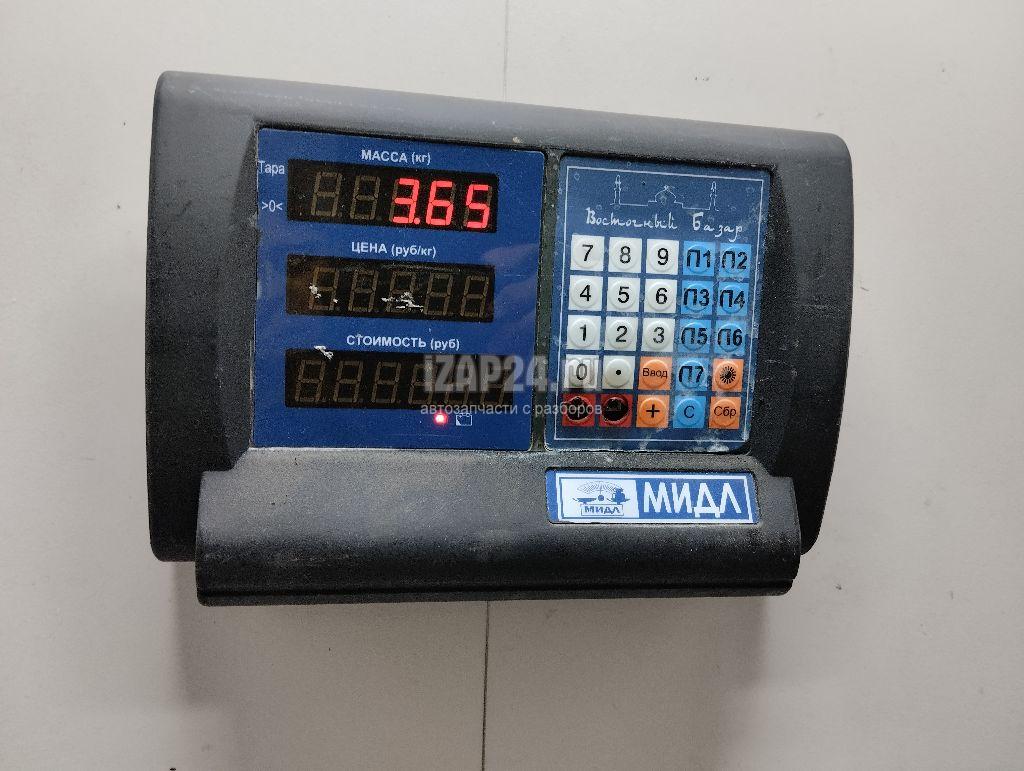 МАССА (кг)
Тара
>0<
3.65
ЦЕНА (руб/кг)
СТОИМОСТЬ (руб)
Восточный Базар
7 8 9 П1 П2
4 5 6 П3 П4
1 2 3 П5 П6
0 • Ввод П7
+ С Сбр
iZAP24.ru
автозапчасти с разборов
МИДЛ
МИДЛ